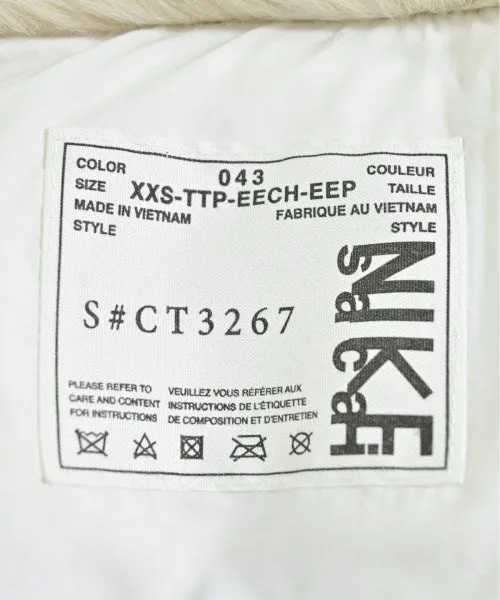 COLOR 043 COULEUR
SIZE XXS-TTP-EECH-EEP TAILLE
MADE IN VIETNAM FABRIQUE AU VIETNAM
STYLE STYLE
S#CT3267
NIKE
sacai
PLEASE REFER TO
CARE AND CONTENT
FOR INSTRUCTIONS
VEUILLEZ VOUS RÉFÉRER AUX
INSTRUCTIONS DE L'ÉTIQUETTE
DE COMPOSITION ET D'ENTRETIEN